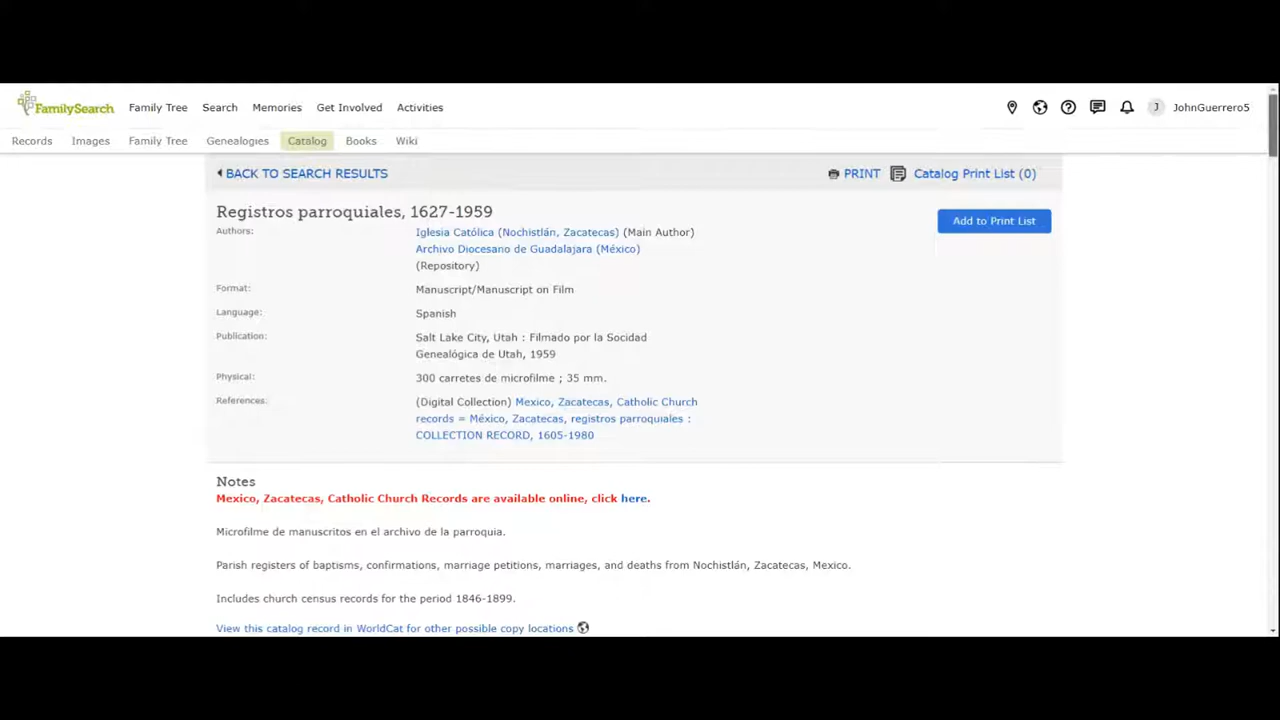 FamilySearch Family Tree Search Memories Get Involved Activities J JohnGuerrero5
Records Images Family Tree Genealogies Catalog Books Wiki
BACK TO SEARCH RESULTS PRINT Catalog Print List (0)
Registros parroquiales, 1627-1959
Add to Print List
Authors: Iglesia Católica (Nochistlán, Zacatecas) (Main Author)
Archivo Diocesano de Guadalajara (México)
(Repository)
Format: Manuscript/Manuscript on Film
Language: Spanish
Publication: Salt Lake City, Utah : Filmado por la Socidad
Genealógica de Utah, 1959
Physical: 300 carretes de microfilme ; 35 mm.
References: (Digital Collection) Mexico, Zacatecas, Catholic Church
records = México, Zacatecas, registros parroquiales :
COLLECTION RECORD, 1605-1980
Notes
Mexico, Zacatecas, Catholic Church Records are available online, click here.
Microfilme de manuscritos en el archivo de la parroquia.
Parish registers of baptisms, confirmations, marriage petitions, marriages, and deaths from Nochistlán, Zacatecas, Mexico.
Includes church census records for the period 1846-1899.
View this catalog record in WorldCat for other possible copy locations